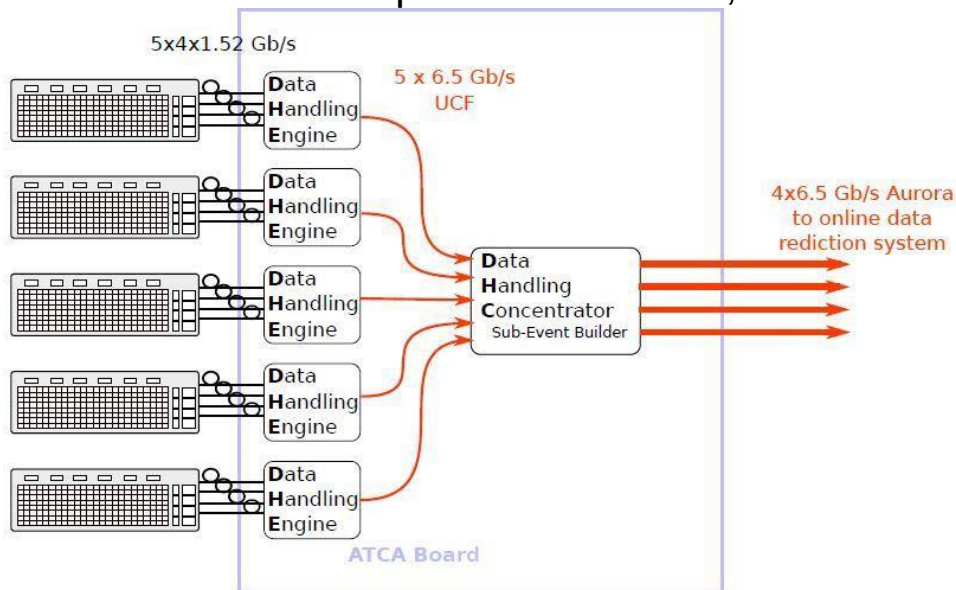 5x4x1.52 Gb/s
Data
Handling
Engine
5 x 6.5 Gb/s
UCF
Data
Handling
Engine
4x6.5 Gb/s Aurora
to online data
rediction system
Data
Handling
Concentrator
Sub-Event Builder
Data
Handling
Engine
Data
Handling
Engine
Data
Handling
Engine
ATCA Board